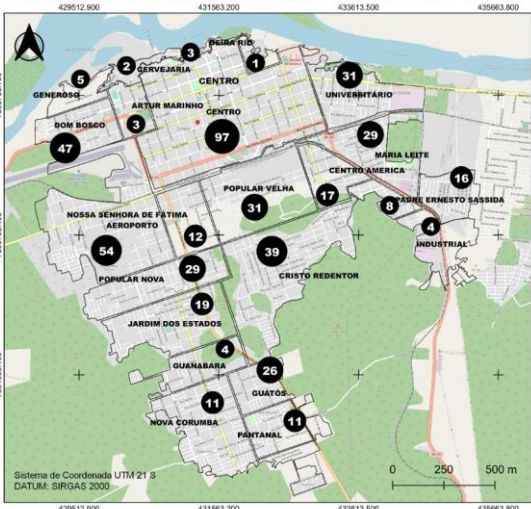 429512.900 431563.200 433613.500 435663.800
BEIRA RIO
3
1
2
CERVEJARIA
5
CENTRO
31
GENEROSO
UNIVERSITÁRIO
ARTUR MARINHO
CENTRO
3
DOM BOSCO
97
29
47
MARIA LEITE
CENTRO AMERICA
16
POPULAR VELHA
17
PADRE ERNESTO SASSIDA
NOSSA SENHORA DE FÁTIMA
31
8
AEROPORTO
4
12
INDUSTRIAL
54
39
29
CRISTO REDENTOR
POPULAR NOVA
19
JARDIM DOS ESTADOS
4
GUANABARA
26
GUATÓS
11
11
NOVA CORUMBA
PANTANAL
Sistema de Coordenada UTM 21 S
DATUM: SIRGAS 2000
0 250 500 m
429512.900 431563.200 433613.500 435663.800